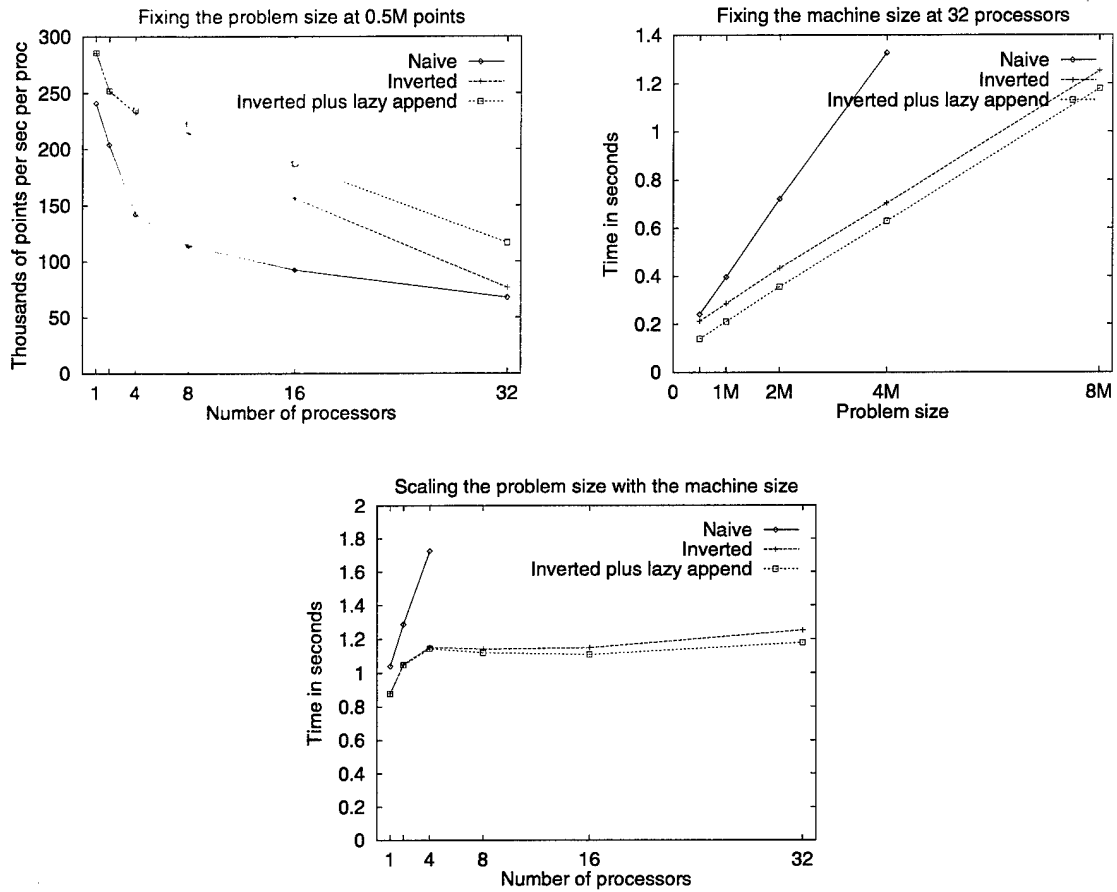 Fixing the problem size at 0.5M points
Thousands of points per sec per proc
300
250
200
150
100
50
0
Naive
Inverted
Inverted plus lazy append
1 4 8 16 32
Number of processors
Fixing the machine size at 32 processors
Time in seconds
1.4
1.2
1
0.8
0.6
0.4
0.2
0
Naive
Inverted
Inverted plus lazy append
0 1M 2M 4M 8M
Problem size
Scaling the problem size with the machine size
Time in seconds
2
1.8
1.6
1.4
1.2
1
0.8
0.6
0.4
0.2
0
Naive
Inverted
Inverted plus lazy append
1 4 8 16 32
Number of processors